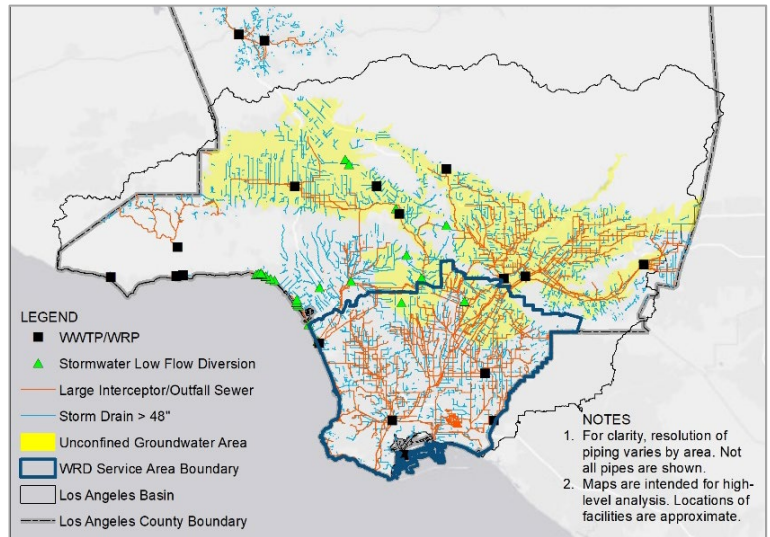 LEGEND
WWTP/WRP
Stormwater Low Flow Diversion
Large Interceptor/Outfall Sewer
Storm Drain > 48"
Unconfined Groundwater Area
WRD Service Area Boundary
Los Angeles Basin
Los Angeles County Boundary
NOTES
1. For clarity, resolution of
piping varies by area. Not
all pipes are shown.
2. Maps are intended for high-
level analysis. Locations of
facilities are approximate.